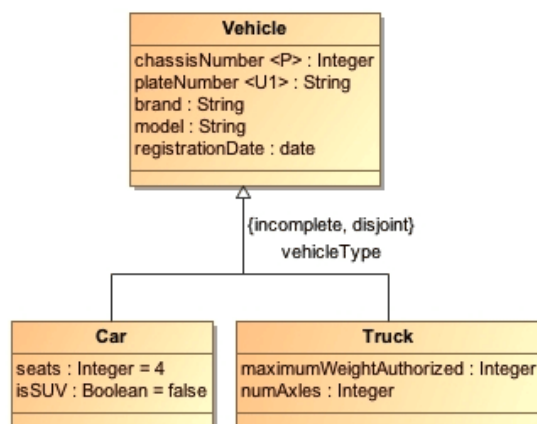 Vehicle
chassisNumber <P> : Integer
plateNumber <U1> : String
brand : String
model : String
registrationDate : date
{incomplete, disjoint}
vehicleType
Car
seats : Integer = 4
isSUV : Boolean = false
Truck
maximumWeightAuthorized : Integer
numAxles : Integer